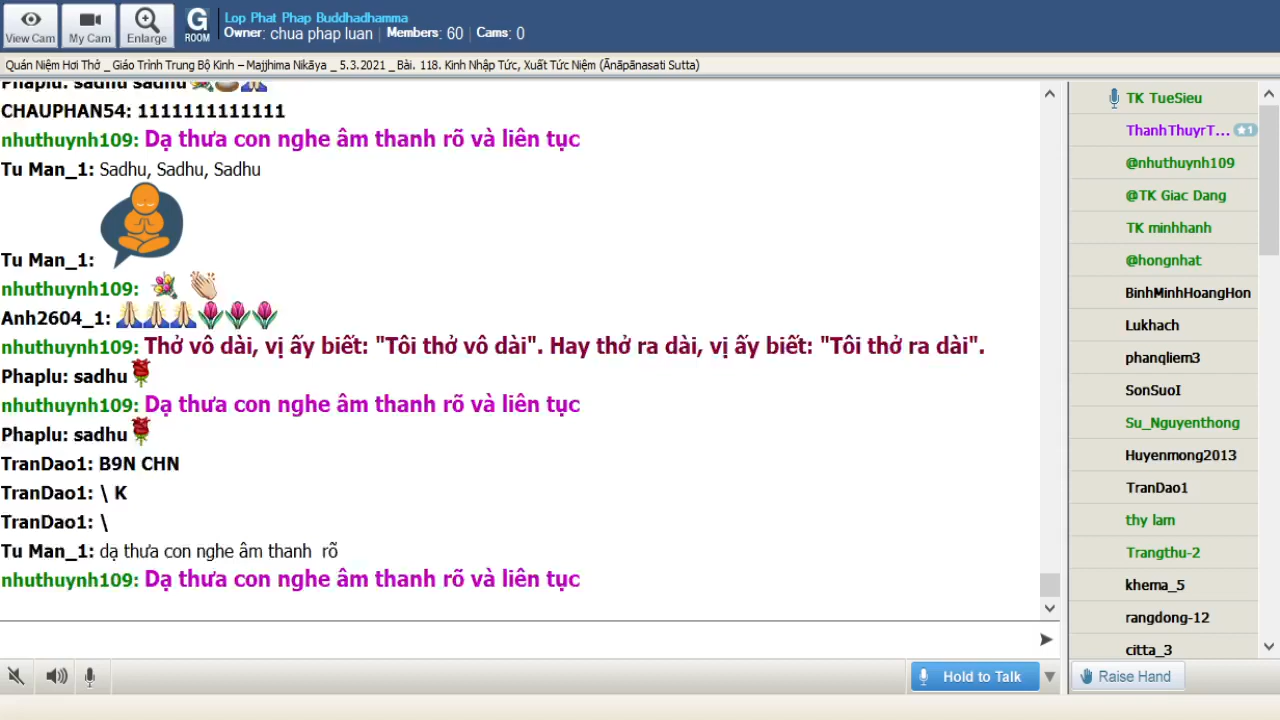 View Cam
My Cam
Enlarge
G
ROOM
Lop Phat Phap Buddhadhamma
Owner: chua phap luan | Members: 60 | Cams: 0
Quán Niệm Hơi Thở _ Giáo Trình Trung Bộ Kinh – Majjhima Nikāya _ 5.3.2021 _ Bài. 118. Kinh Nhập Tức, Xuất Tức Niệm (Ānāpānasati Sutta)
Phaplu: sadhu sadhu
CHAUPHAN54: 1111111111111
nhuthuynh109: Dạ thưa con nghe âm thanh rõ và liên tục
Tu Man_1: Sadhu, Sadhu, Sadhu
Tu Man_1:
nhuthuynh109:
Anh2604_1:
nhuthuynh109: Thở vô dài, vị ấy biết: "Tôi thở vô dài". Hay thở ra dài, vị ấy biết: "Tôi thở ra dài".
Phaplu: sadhu
nhuthuynh109: Dạ thưa con nghe âm thanh rõ và liên tục
Phaplu: sadhu
TranDao1: B9N CHN
TranDao1: \ K
TranDao1: \
Tu Man_1: dạ thưa con nghe âm thanh rõ
nhuthuynh109: Dạ thưa con nghe âm thanh rõ và liên tục
Hold to Talk
TK TueSieu
ThanhThuyrT... ★1
@nhuthuynh109
@TK Giac Dang
TK minhhanh
@hongnhat
BinhMinhHoangHon
Lukhach
phanqliem3
SonSuoI
Su_Nguyenthong
Huyenmong2013
TranDao1
thy lam
Trangthu-2
khema_5
rangdong-12
citta_3
Raise Hand